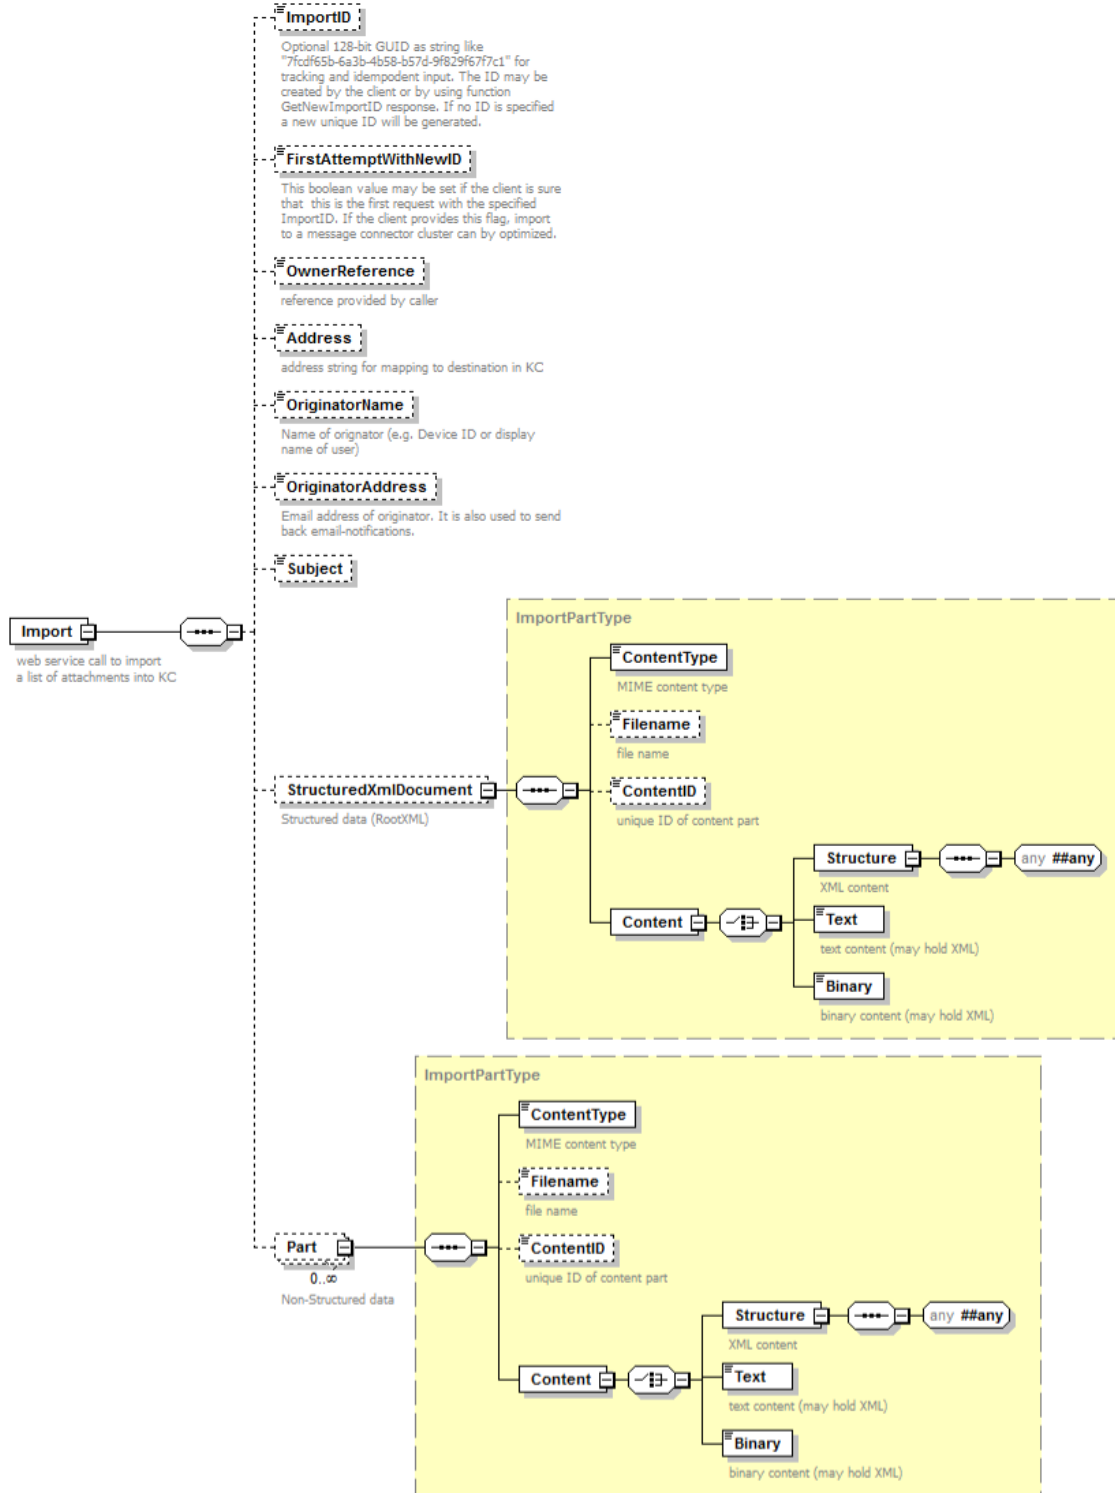 ImportID
Optional 128-bit GUID as string like
"7fcdf65b-6a3b-4b58-b57d-9f829f67f7c1" for
tracking and idempodent input. The ID may be
created by the client or by using function
GetNewImportID response. If no ID is specified
a new unique ID will be generated.
FirstAttemptWithNewID
This boolean value may be set if the client is sure
that this is the first request with the specified
ImportID. If the client provides this flag, import
to a message connector cluster can by optimized.
OwnerReference
reference provided by caller
Address
address string for mapping to destination in KC
OriginatorName
Name of orignator (e.g. Device ID or display
name of user)
OriginatorAddress
Email address of originator. It is also used to send
back email-notifications.
Subject
Import
web service call to import
a list of attachments into KC
ImportPartType
ContentType
MIME content type
Filename
file name
StructuredXmlDocument
Structured data (RootXML)
ContentID
unique ID of content part
Structure
any ##any
XML content
Content
Text
text content (may hold XML)
Binary
binary content (may hold XML)
ImportPartType
ContentType
MIME content type
Filename
file name
Part
0..∞
Non-Structured data
ContentID
unique ID of content part
Structure
any ##any
XML content
Content
Text
text content (may hold XML)
Binary
binary content (may hold XML)